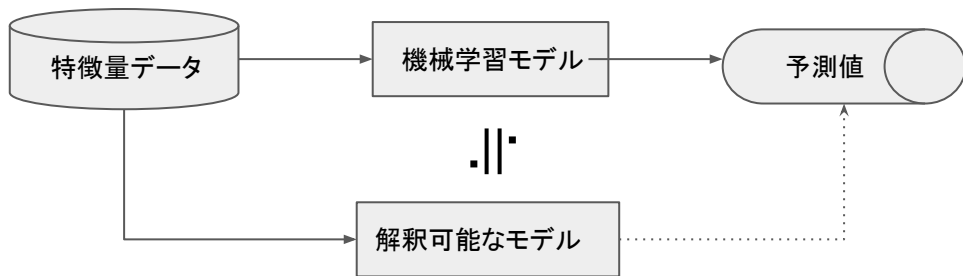 特徴量データ
機械学習モデル
予測値
≒
解釈可能なモデル